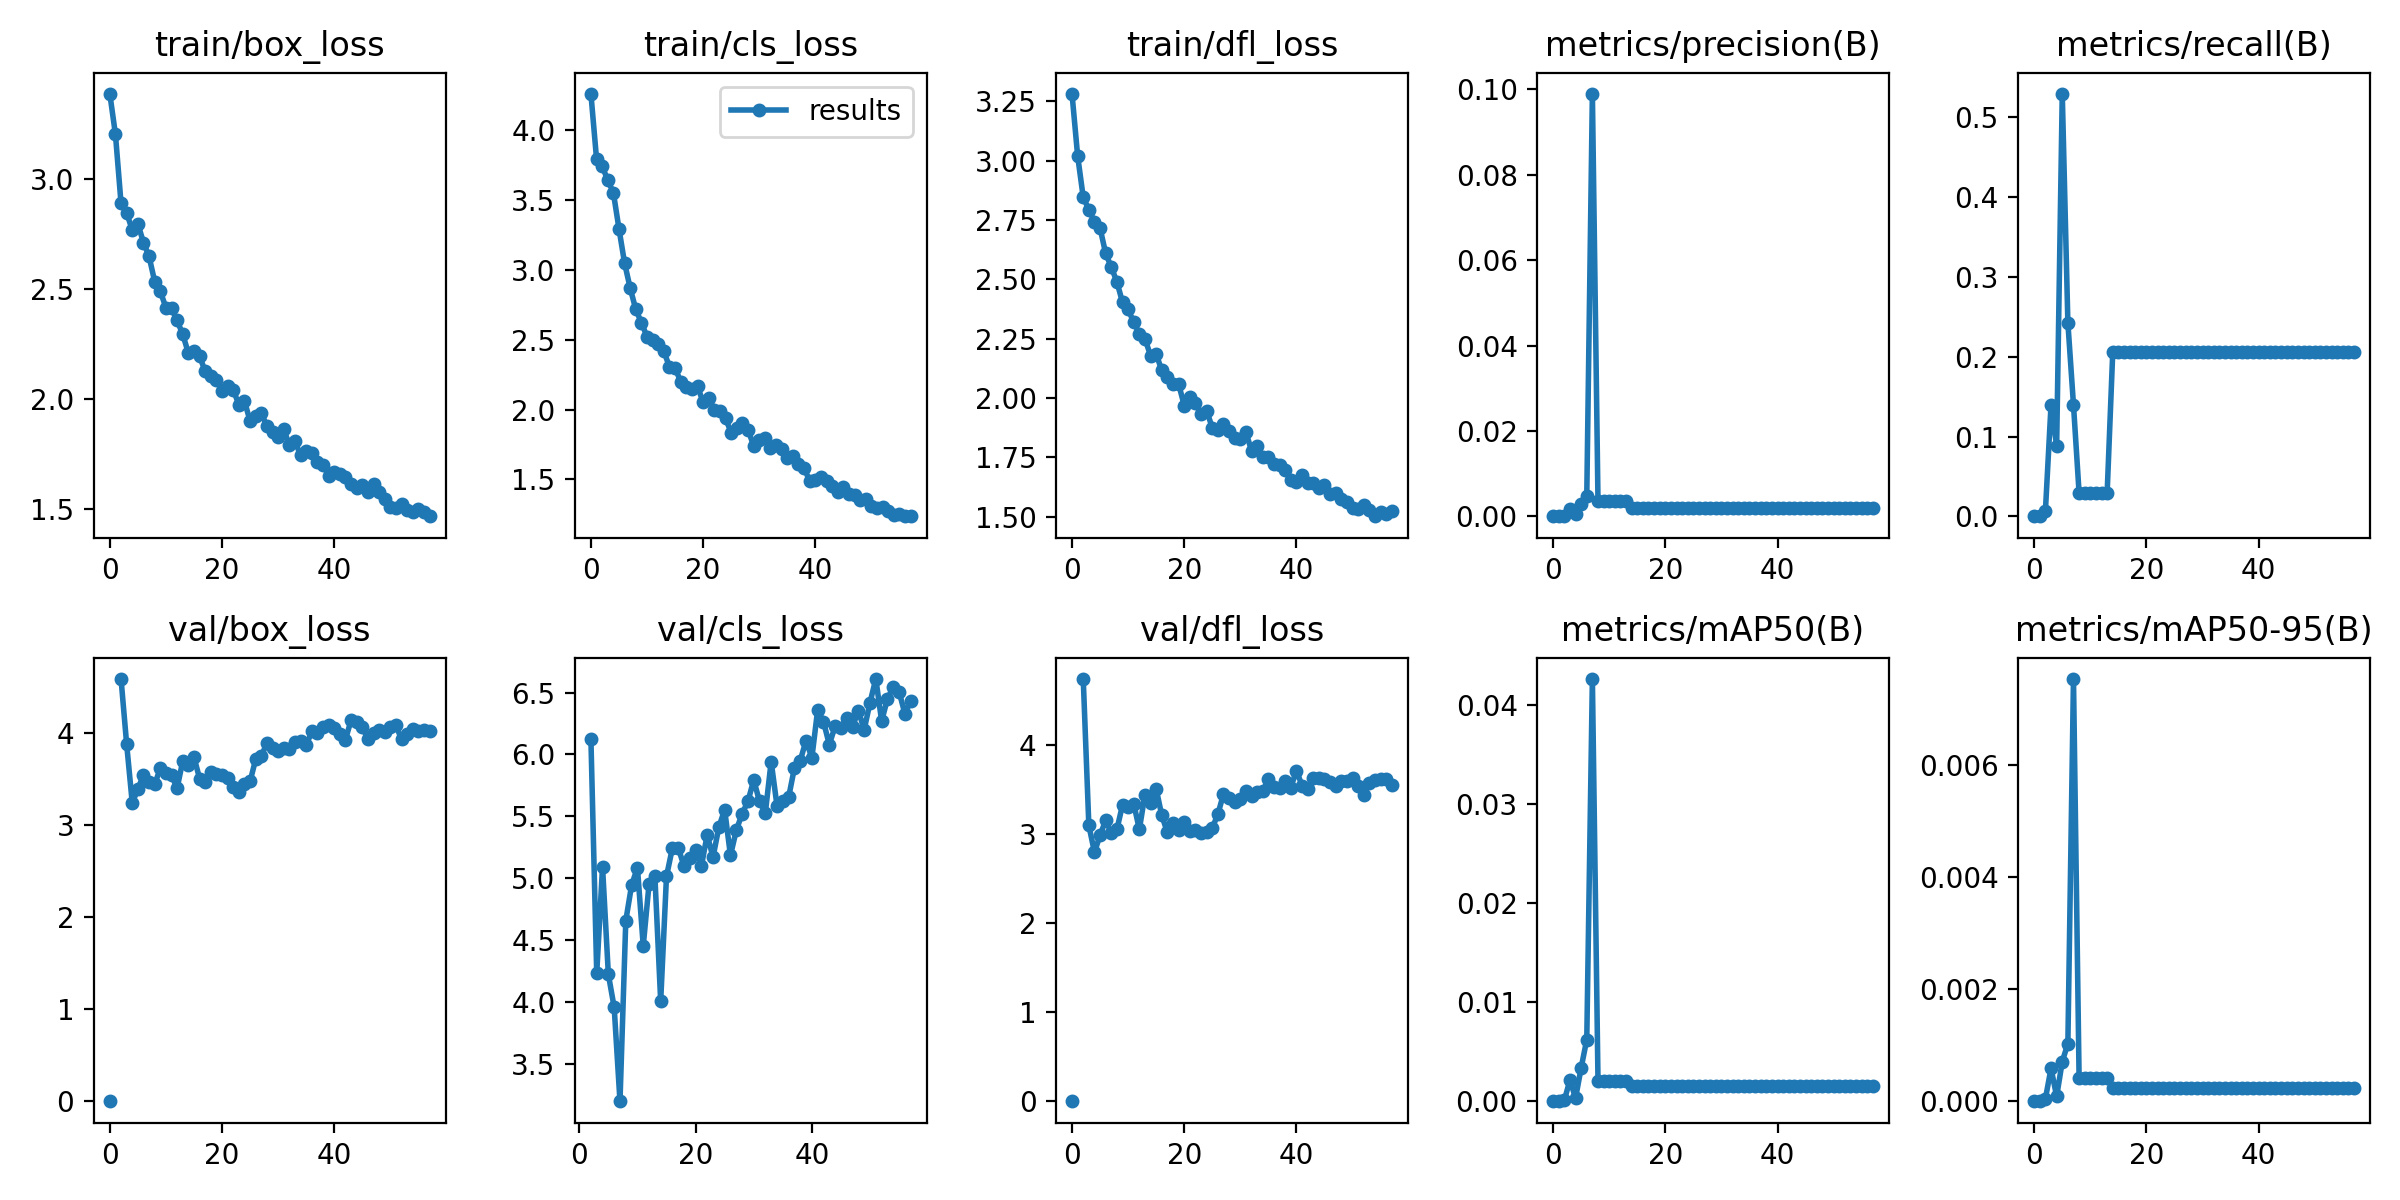 train/box_loss
3.0
2.5
2.0
1.5
0 20 40
train/cls_loss
results
4.0
3.5
3.0
2.5
2.0
1.5
0 20 40
train/dfl_loss
3.25
3.00
2.75
2.50
2.25
2.00
1.75
1.50
0 20 40
metrics/precision(B)
0.10
0.08
0.06
0.04
0.02
0.00
0 20 40
metrics/recall(B)
0.5
0.4
0.3
0.2
0.1
0.0
0 20 40
val/box_loss
4
3
2
1
0
0 20 40
val/cls_loss
6.5
6.0
5.5
5.0
4.5
4.0
3.5
0 20 40
val/dfl_loss
4
3
2
1
0
0 20 40
metrics/mAP50(B)
0.04
0.03
0.02
0.01
0.00
0 20 40
metrics/mAP50-95(B)
0.006
0.004
0.002
0.000
0 20 40